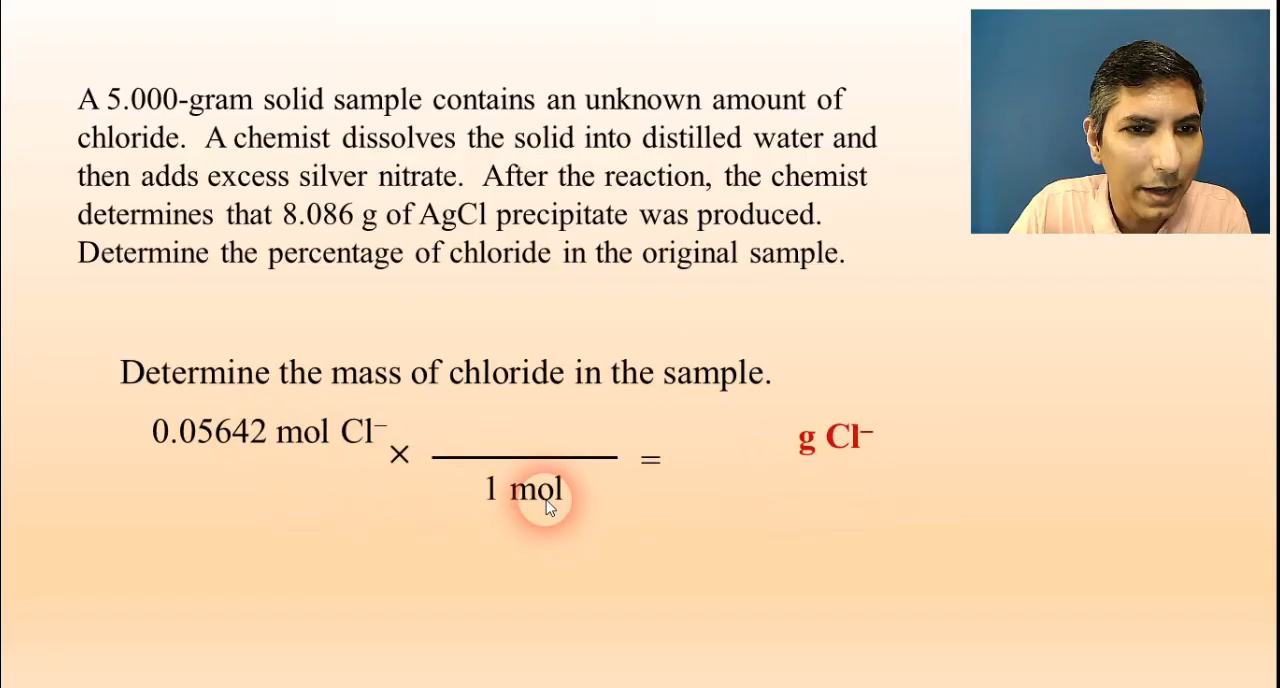 A 5.000-gram solid sample contains an unknown amount of
chloride. A chemist dissolves the solid into distilled water and
then adds excess silver nitrate. After the reaction, the chemist
determines that 8.086 g of AgCl precipitate was produced.
Determine the percentage of chloride in the original sample.
Determine the mass of chloride in the sample.
0.05642 mol Cl⁻ × ―――― = g Cl⁻
1 mol